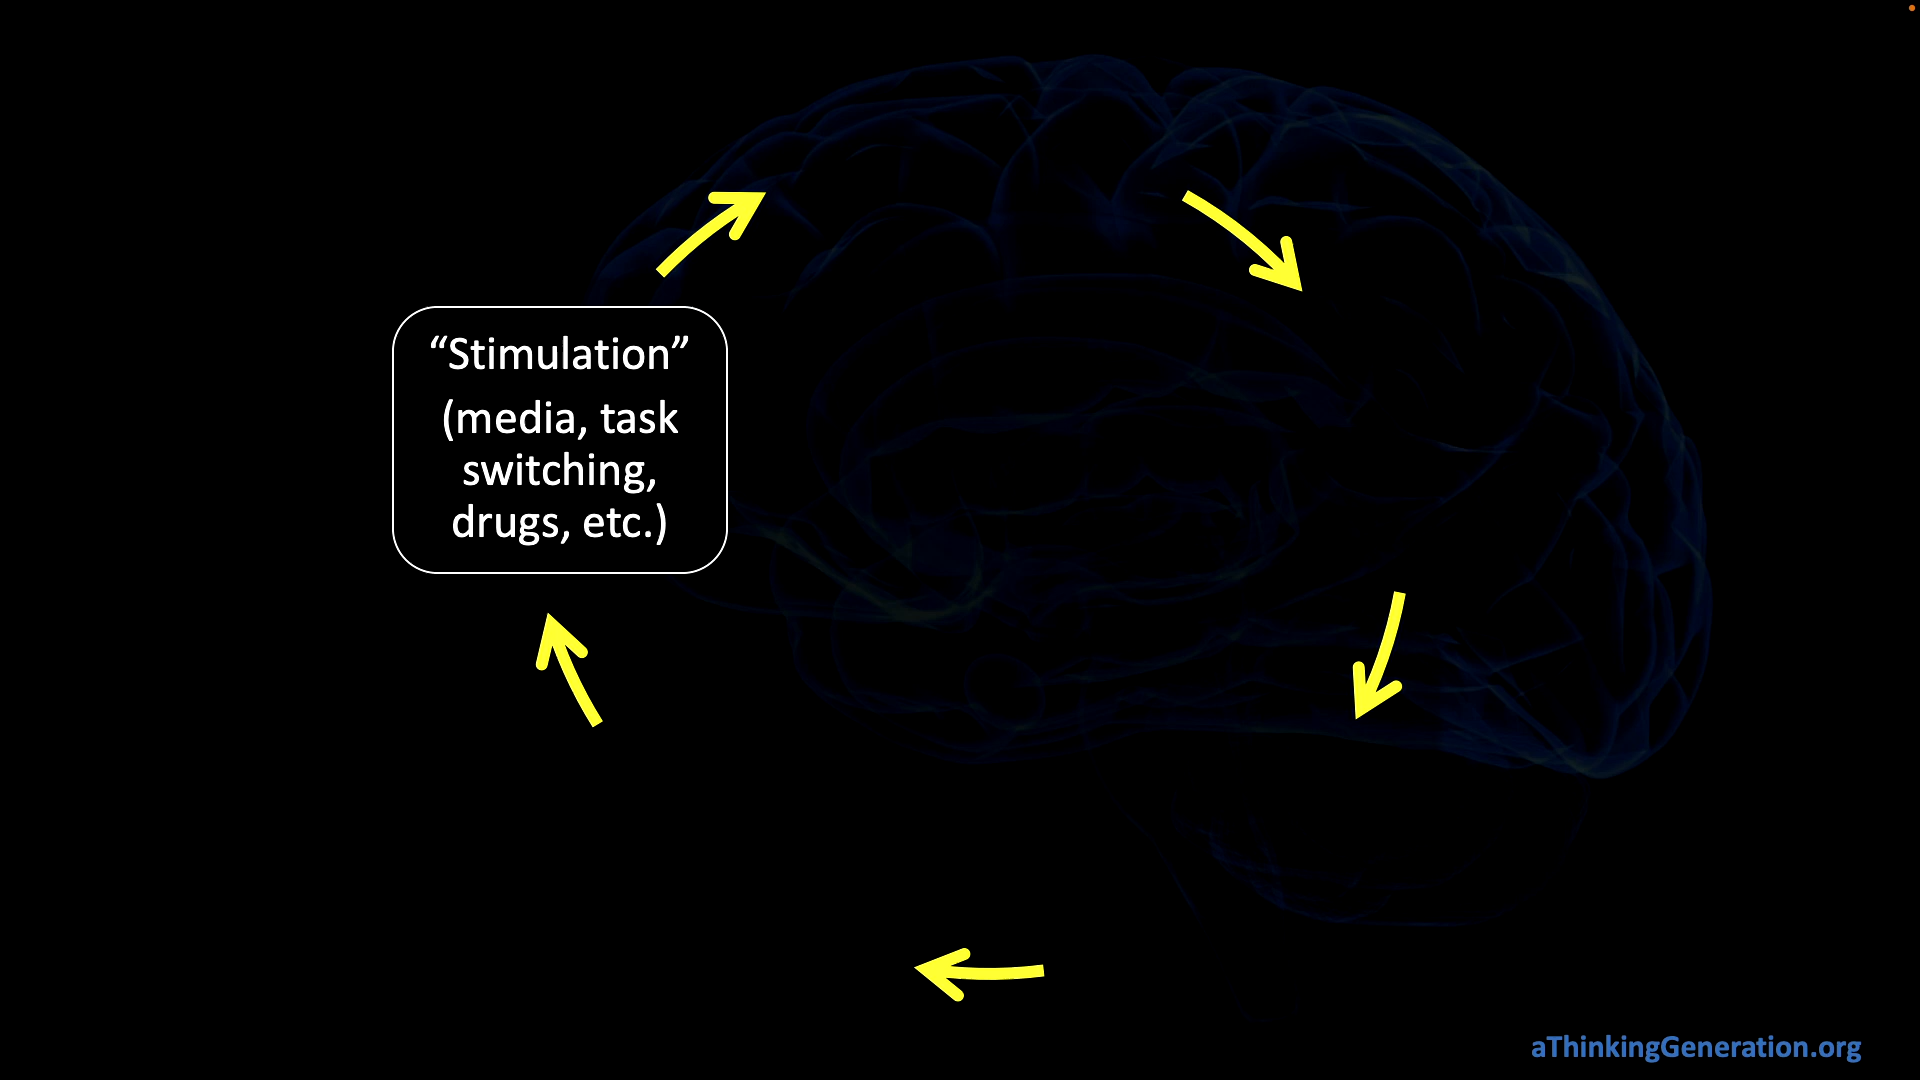 “Stimulation”
(media, task
switching,
drugs, etc.)
aThinkingGeneration.org